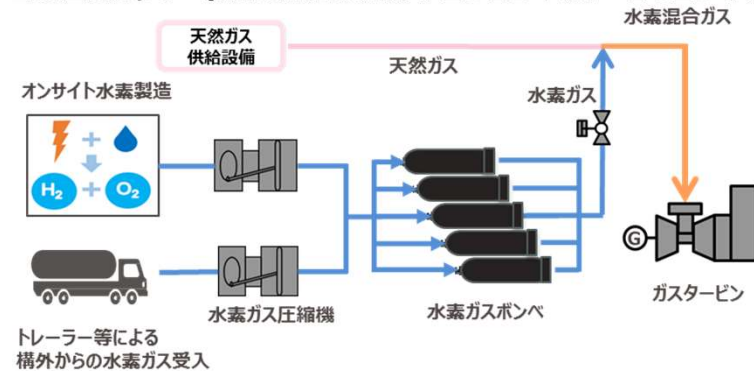 水素混合ガス
天然ガス
供給設備
天然ガス
オンサイト水素製造
水素ガス
H₂ + O₂
G
水素ガス圧縮機
水素ガスボンベ
ガスタービン
トレーラー等による
構外からの水素ガス受入